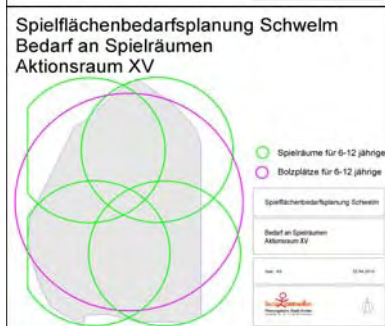 Spielflächenbedarfsplanung Schwelm
Bedarf an Spielräumen
Aktionsraum XV
Spielräume für 6-12 jährige
Bolzplätze für 6-12 jährige
Spielflächenbedarfsplanung Schwelm
Bedarf an Spielräumen
Aktionsraum XV